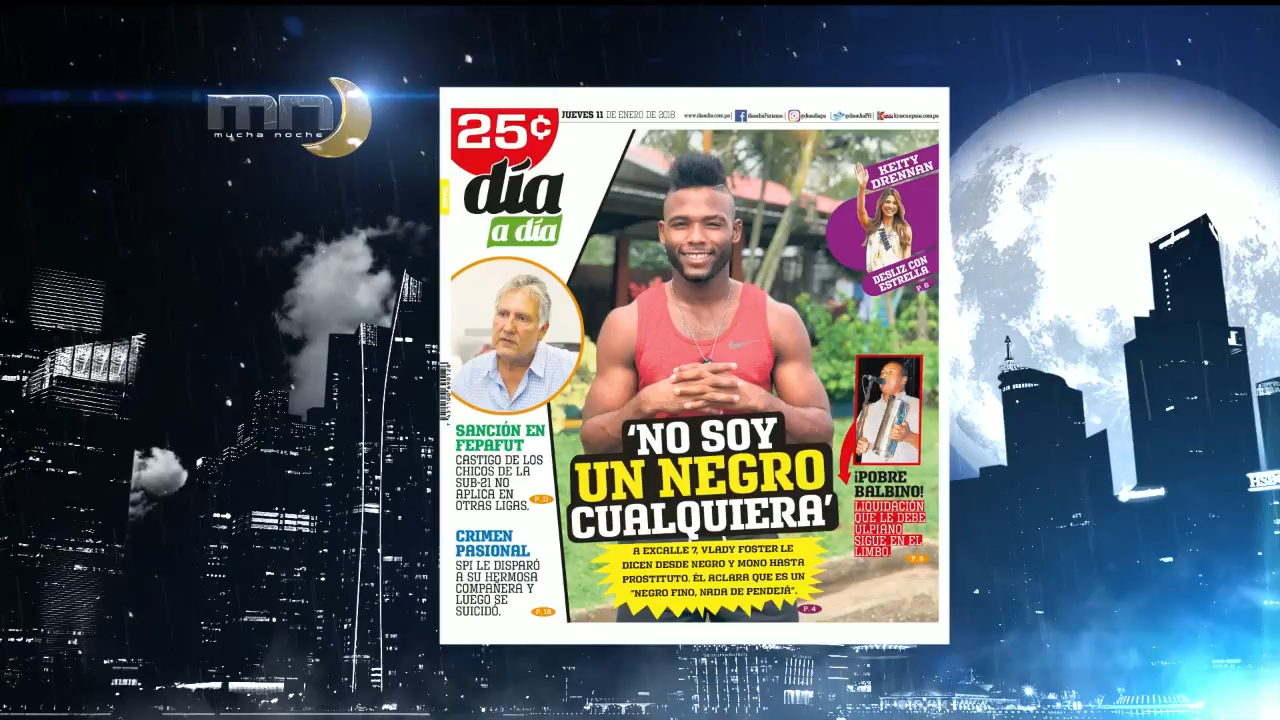 mn
mucha noche
25¢
JUEVES 11 DE ENERO DE 2018
día
a día
KEITY
DRENNAN
DESLIZ CON
ESTRELLA
P. 6
SANCIÓN EN
FEPAFUT
CASTIGO DE LOS
CHICOS DE LA
SUB-21 NO
APLICA EN
OTRAS LIGAS.
P. 11
CRIMEN
PASIONAL
SPI LE DISPARÓ
A SU HERMOSA
COMPAÑERA Y
LUEGO SE
SUICIDÓ.
'NO SOY
UN NEGRO
CUALQUIERA'
A EXCALLE 7, VLADY FOSTER LE
DICEN DESDE NEGRO Y MONO HASTA
PROSTITUTO. ÉL ACLARA QUE ES UN
"NEGRO FINO, NADA DE PENDEJÁ".
P. 4
¡POBRE
BALBINO!
LIQUIDACIÓN
QUE LE DEBE
ULPIANO
SIGUE EN EL
LIMBO.